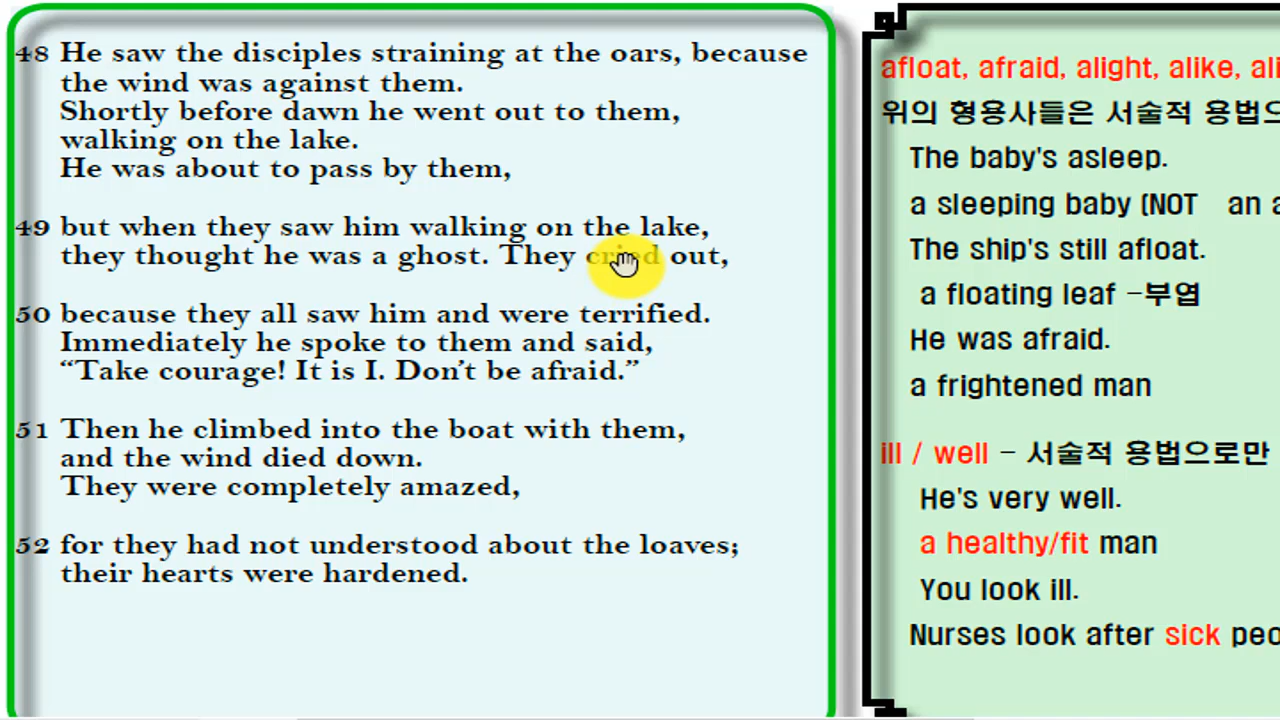 48 He saw the disciples straining at the oars, because
the wind was against them.
Shortly before dawn he went out to them,
walking on the lake.
He was about to pass by them,
49 but when they saw him walking on the lake,
they thought he was a ghost. They cried out,
50 because they all saw him and were terrified.
Immediately he spoke to them and said,
“Take courage! It is I. Don’t be afraid.”
51 Then he climbed into the boat with them,
and the wind died down.
They were completely amazed,
52 for they had not understood about the loaves;
their hearts were hardened.
afloat, afraid, alight, alike,
위의 형용사들은 서술적
The baby's asleep.
a sleeping baby (NOT an
The ship's still afloat.
a floating leaf -부엽
He was afraid.
a frightened man
ill / well - 서술적 용법으로만
He's very well.
a healthy/fit man
You look ill.
Nurses look after sick